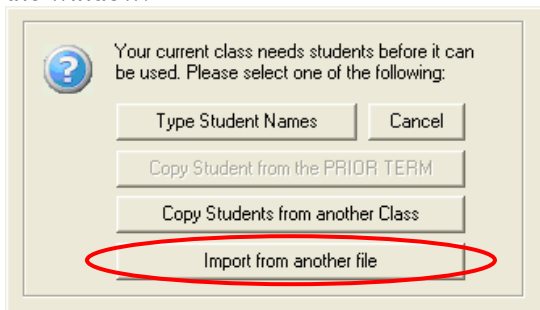 Your current class needs students before it can
be used. Please select one of the following:
Type Student Names
Cancel
Copy Student from the PRIOR TERM
Copy Students from another Class
Import from another file